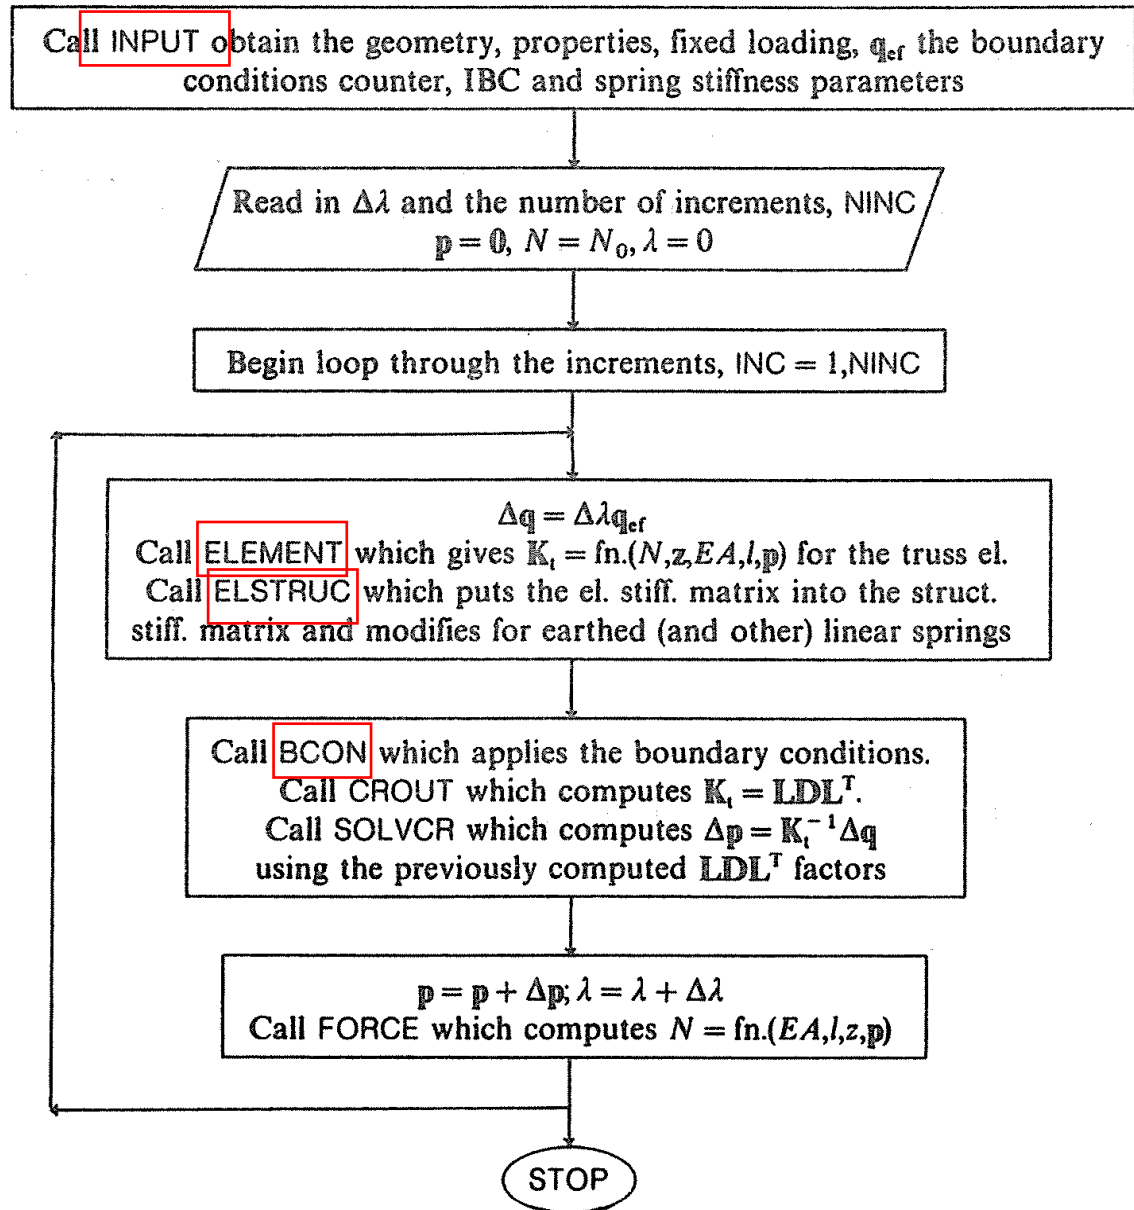 Call INPUT obtain the geometry, properties, fixed loading, q_ef the boundary
conditions counter, IBC and spring stiffness parameters
Read in Δλ and the number of increments, NINC
p = 0, N = N₀, λ = 0
Begin loop through the increments, INC = 1,NINC
Δq = Δλq_ef
Call ELEMENT which gives K_t = fn.(N,z,EA,l,p) for the truss el.
Call ELSTRUC which puts the el. stiff. matrix into the struct.
stiff. matrix and modifies for earthed (and other) linear springs
Call BCON which applies the boundary conditions.
Call CROUT which computes K_t = LDLᵀ.
Call SOLVCR which computes Δp = K_t⁻¹Δq
using the previously computed LDLᵀ factors
p = p + Δp; λ = λ + Δλ
Call FORCE which computes N = fn.(EA,l,z,p)
STOP